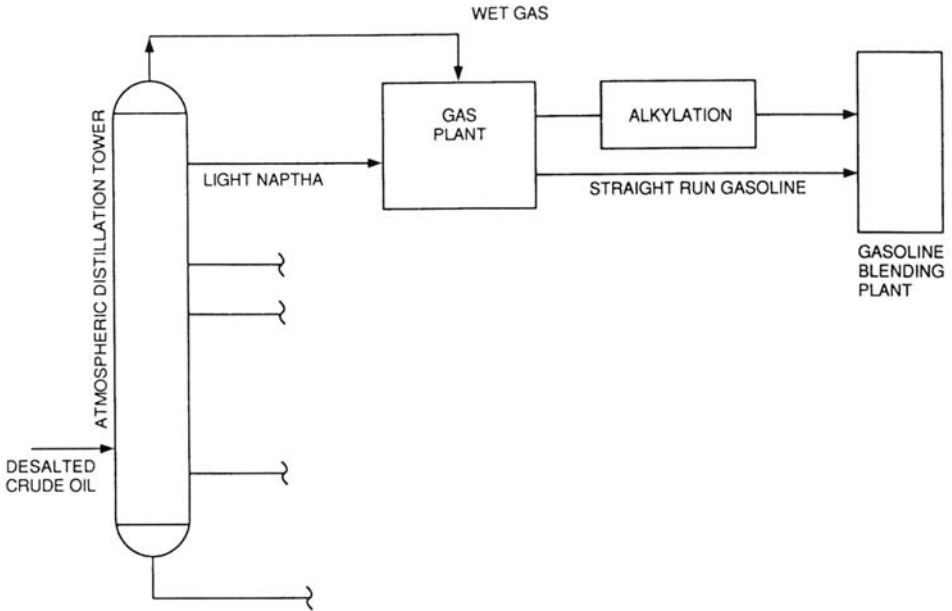 WET GAS
GAS
PLANT
ALKYLATION
LIGHT NAPTHA
STRAIGHT RUN GASOLINE
GASOLINE
BLENDING
PLANT
ATMOSPHERIC DISTILLATION TOWER
DESALTED
CRUDE OIL